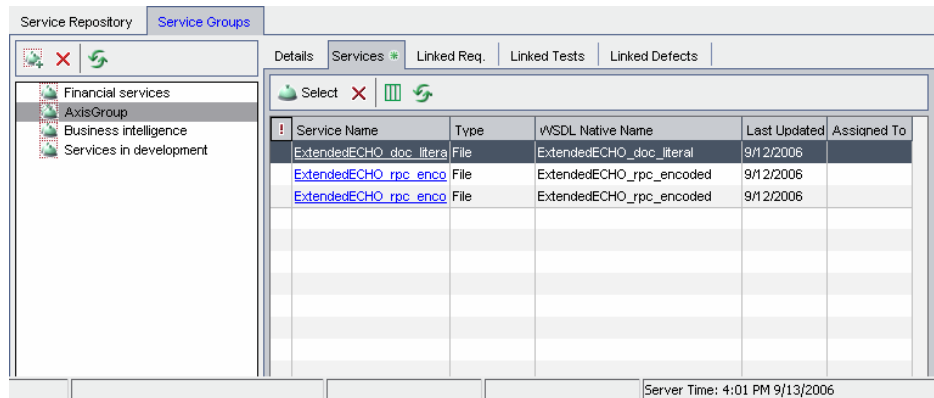 Service Repository Service Groups
Details Services * Linked Req. Linked Tests Linked Defects
Financial services
AxisGroup
Business intelligence
Services in development
Select
! Service Name Type WSDL Native Name Last Updated Assigned To
ExtendedECHO_doc_litera File ExtendedECHO_doc_literal 9/12/2006
ExtendedECHO_rpc_enco File ExtendedECHO_rpc_encoded 9/12/2006
ExtendedECHO_rpc_enco File ExtendedECHO_rpc_encoded 9/12/2006
Server Time: 4:01 PM 9/13/2006